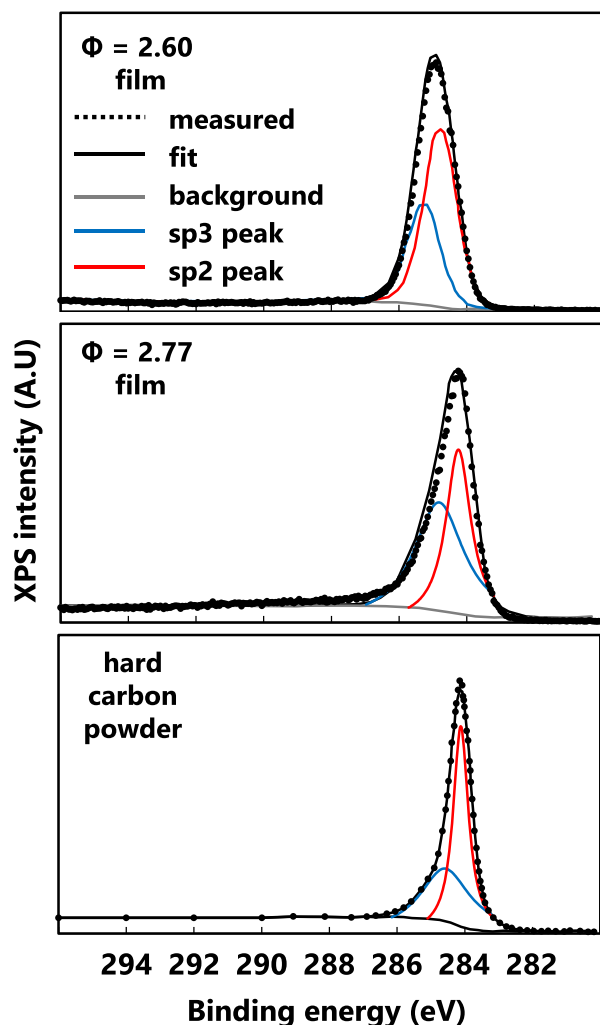 Φ = 2.60
film
measured
fit
background
sp3 peak
sp2 peak
Φ = 2.77
film
XPS intensity (A.U)
hard
carbon
powder
294 292 290 288 286 284 282
Binding energy (eV)